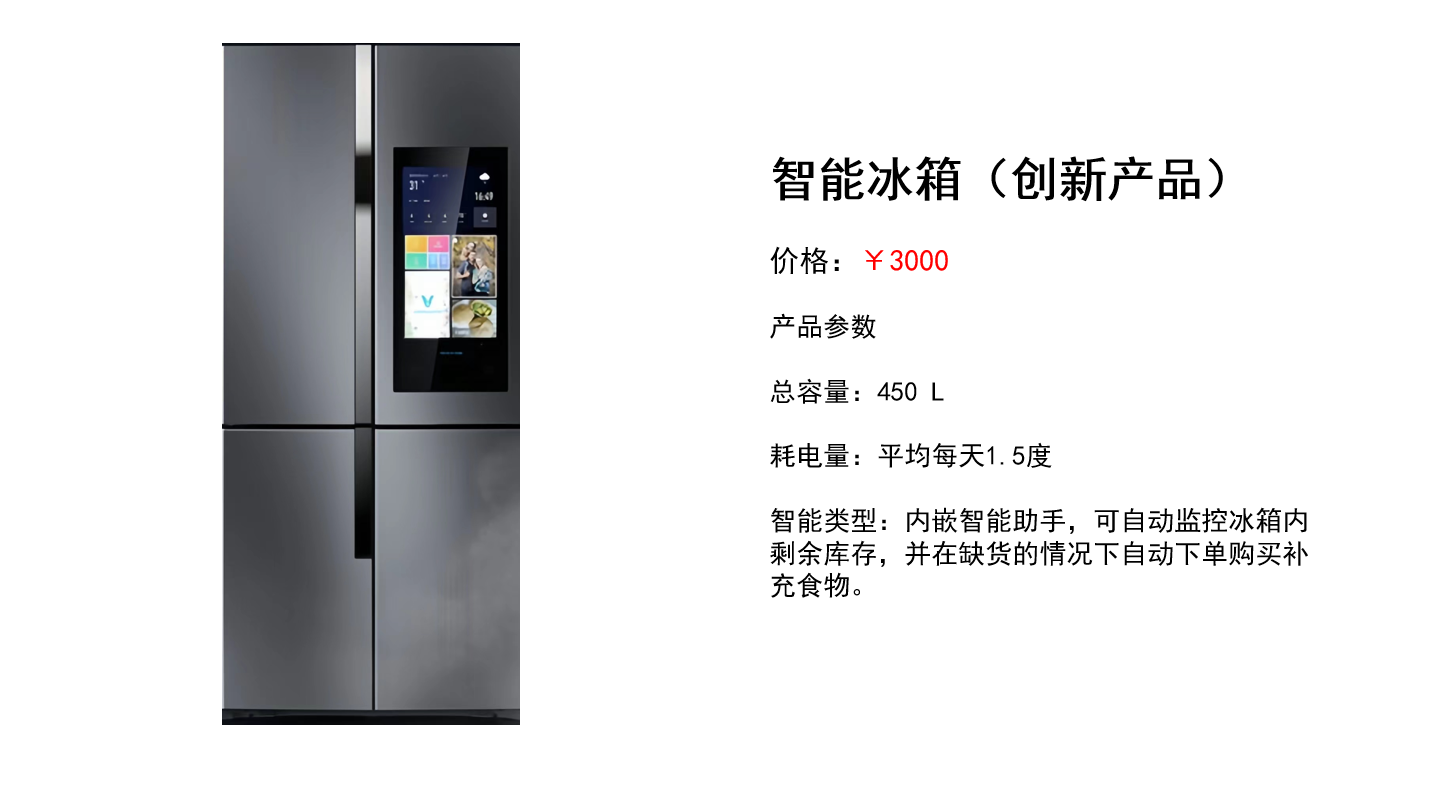 31
16:49
智能冰箱（创新产品）
价格：￥3000
产品参数
总容量：450 L
耗电量：平均每天1.5度
智能类型：内嵌智能助手，可自动监控冰箱内
剩余库存，并在缺货的情况下自动下单购买补
充食物。